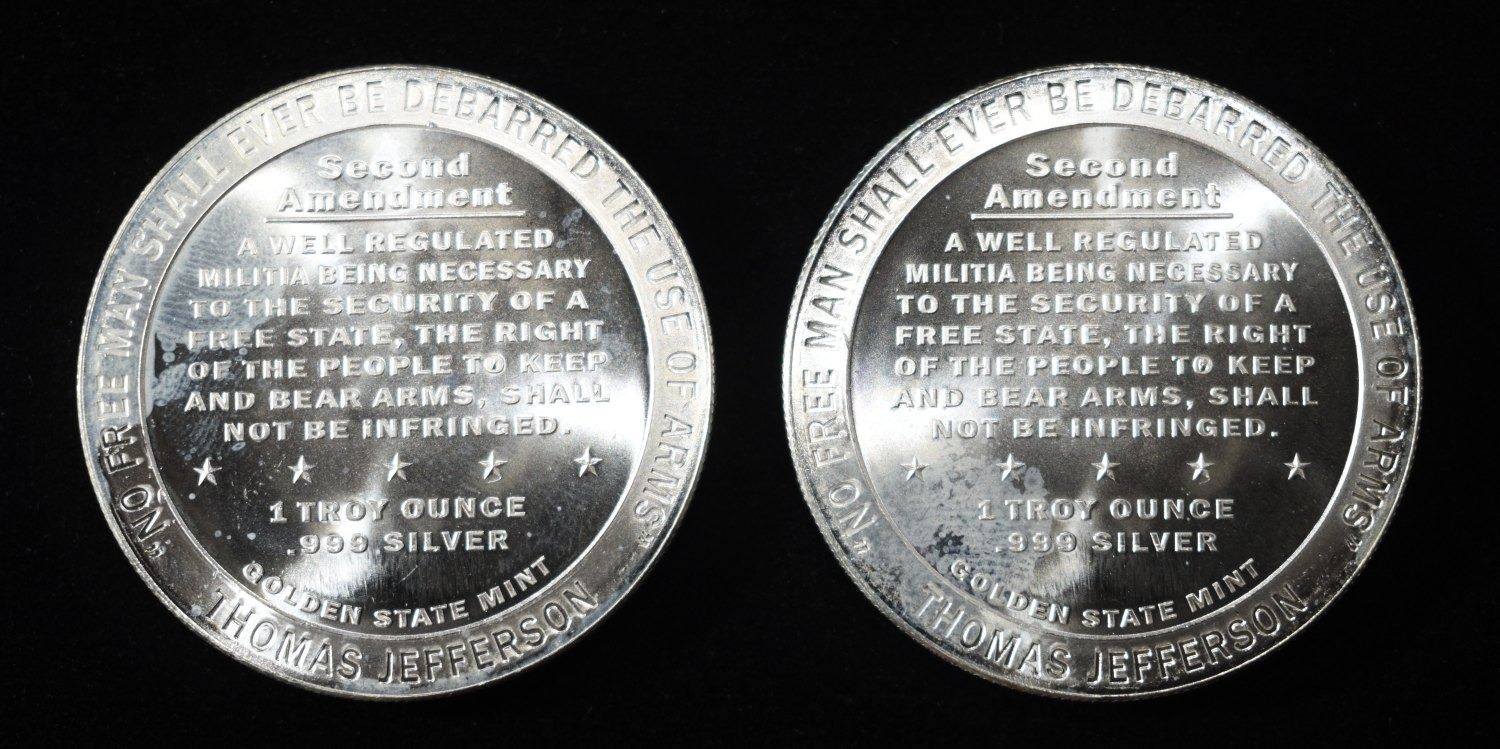 "NO FREE MAN SHALL EVER BE DEBARRED THE USE OF ARMS"
Second
Amendment
A WELL REGULATED
MILITIA BEING NECESSARY
TO THE SECURITY OF A
FREE STATE, THE RIGHT
OF THE PEOPLE TO KEEP
AND BEAR ARMS, SHALL
NOT BE INFRINGED.
1 TROY OUNCE
.999 SILVER
GOLDEN STATE MINT
THOMAS JEFFERSON
"NO FREE MAN SHALL EVER BE DEBARRED THE USE OF ARMS"
Second
Amendment
A WELL REGULATED
MILITIA BEING NECESSARY
TO THE SECURITY OF A
FREE STATE, THE RIGHT
OF THE PEOPLE TO KEEP
AND BEAR ARMS, SHALL
NOT BE INFRINGED.
1 TROY OUNCE
.999 SILVER
GOLDEN STATE MINT
THOMAS JEFFERSON